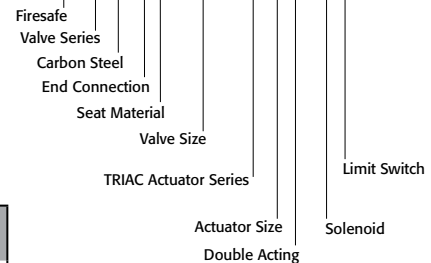 Firesafe
Valve Series
Carbon Steel
End Connection
Seat Material
Valve Size
TRIAC Actuator Series
Limit Switch
Actuator Size
Solenoid
Double Acting